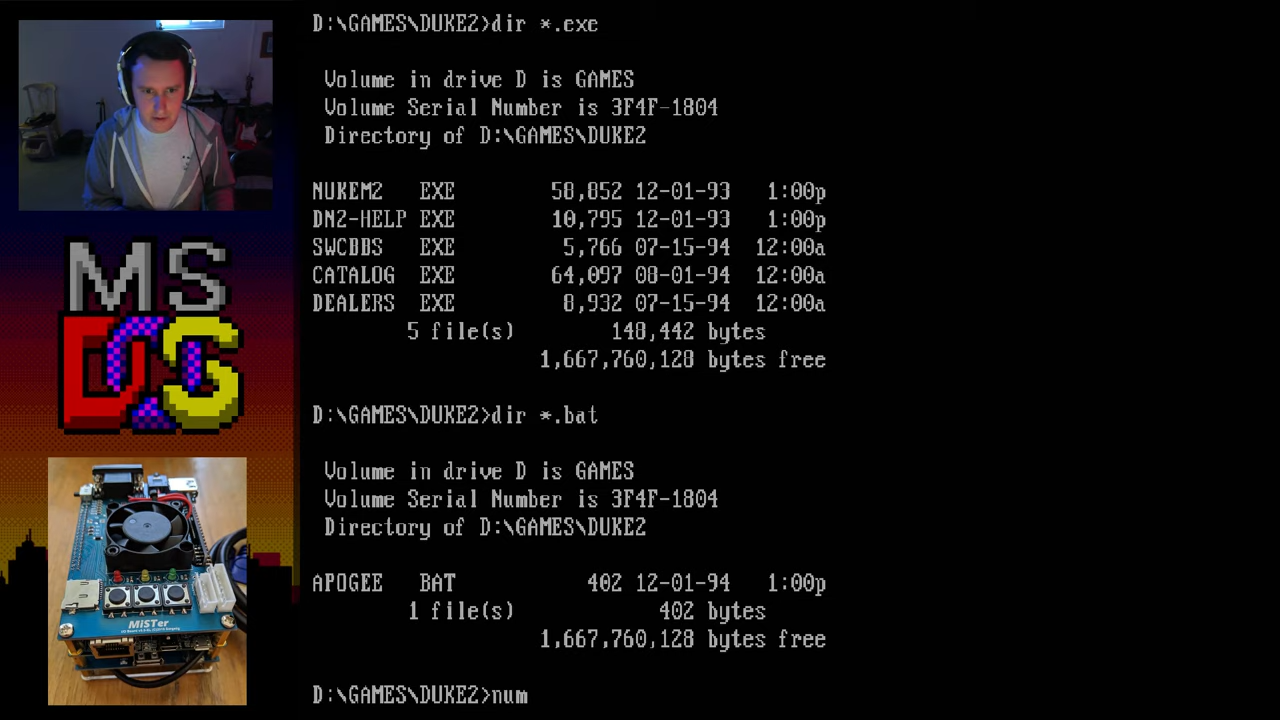 D:\GAMES\DUKE2>dir *.exe
Volume in drive D is GAMES
Volume Serial Number is 3F4F-1804
Directory of D:\GAMES\DUKE2
NUKEM2 EXE 58,852 12-01-93 1:00p
DN2-HELP EXE 10,795 12-01-93 1:00p
SWCBBS EXE 5,766 07-15-94 12:00a
CATALOG EXE 64,097 08-01-94 12:00a
DEALERS EXE 8,932 07-15-94 12:00a
5 file(s) 148,442 bytes
1,667,760,128 bytes free
D:\GAMES\DUKE2>dir *.bat
Volume in drive D is GAMES
Volume Serial Number is 3F4F-1804
Directory of D:\GAMES\DUKE2
APOGEE BAT 402 12-01-94 1:00p
1 file(s) 402 bytes
1,667,760,128 bytes free
D:\GAMES\DUKE2>num
MS
DOS
MiSTer